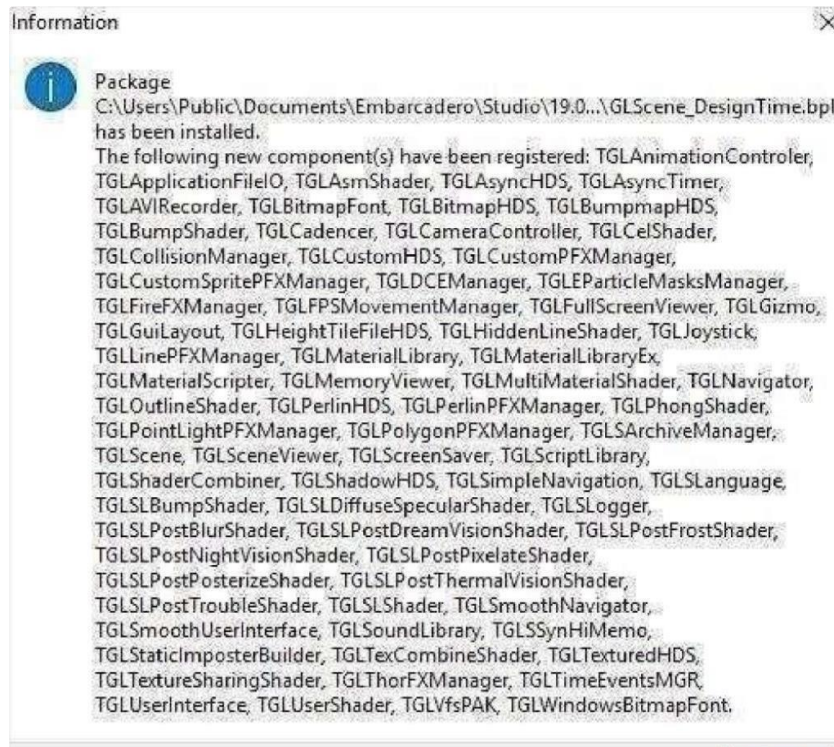 Information
Package
C:\Users\Public\Documents\Embarcadero\Studio\19.0...\GLScene_DesignTime.bpl
has been installed.
The following new component(s) have been registered: TGLAnimationControler,
TGLApplicationFileIO, TGLAsmShader, TGLAsyncHDS, TGLAsyncTimer,
TGLAVIRecorder, TGLBitmapFont, TGLBitmapHDS, TGLBumpmapHDS,
TGLBumpShader, TGLCadencer, TGLCameraController, TGLCelShader,
TGLCollisionManager, TGLCustomHDS, TGLCustomPFXManager,
TGLCustomSpritePFXManager, TGLDCEManager, TGLEParticleMasksManager,
TGLFireFXManager, TGLFPSMovementManager, TGLFullScreenViewer, TGLGizmo,
TGLGuiLayout, TGLHeightTileFileHDS, TGLHiddenLineShader, TGLJoystick,
TGLLinePFXManager, TGLMaterialLibrary, TGLMaterialLibraryEx,
TGLMaterialScripter, TGLMemoryViewer, TGLMultiMaterialShader, TGLNavigator,
TGLOutlineShader, TGLPerlinHDS, TGLPerlinPFXManager, TGLPhongShader,
TGLPointLightPFXManager, TGLPolygonPFXManager, TGLSArchiveManager,
TGLScene, TGLSceneViewer, TGLScreenSaver, TGLScriptLibrary,
TGLShaderCombiner, TGLShadowHDS, TGLSimpleNavigation, TGLSLanguage,
TGLSLBumpShader, TGLSLDiffuseSpecularShader, TGLSLogger,
TGLSLPostBlurShader, TGLSLPostDreamVisionShader, TGLSLPostFrostShader,
TGLSLPostNightVisionShader, TGLSLPostPixelateShader,
TGLSLPostPosterizeShader, TGLSLPostThermalVisionShader,
TGLSLPostTroubleShader, TGLSLShader, TGLSmoothNavigator,
TGLSmoothUserInterface, TGLSoundLibrary, TGLSSynHiMemo,
TGLStaticImposterBuilder, TGLTexCombineShader, TGLTexturedHDS,
TGLTextureSharingShader, TGLThorFXManager, TGLTimeEventsMGR,
TGLUserInterface, TGLUserShader, TGLVfsPAK, TGLWindowsBitmapFont.